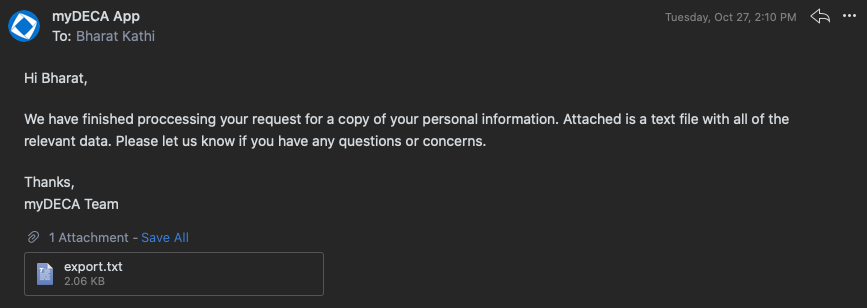 myDECA App
Tuesday, Oct 27, 2:10 PM
To: Bharat Kathi
Hi Bharat,
We have finished proccessing your request for a copy of your personal information. Attached is a text file with all of the
relevant data. Please let us know if you have any questions or concerns.
Thanks,
myDECA Team
1 Attachment - Save All
export.txt
2.06 KB